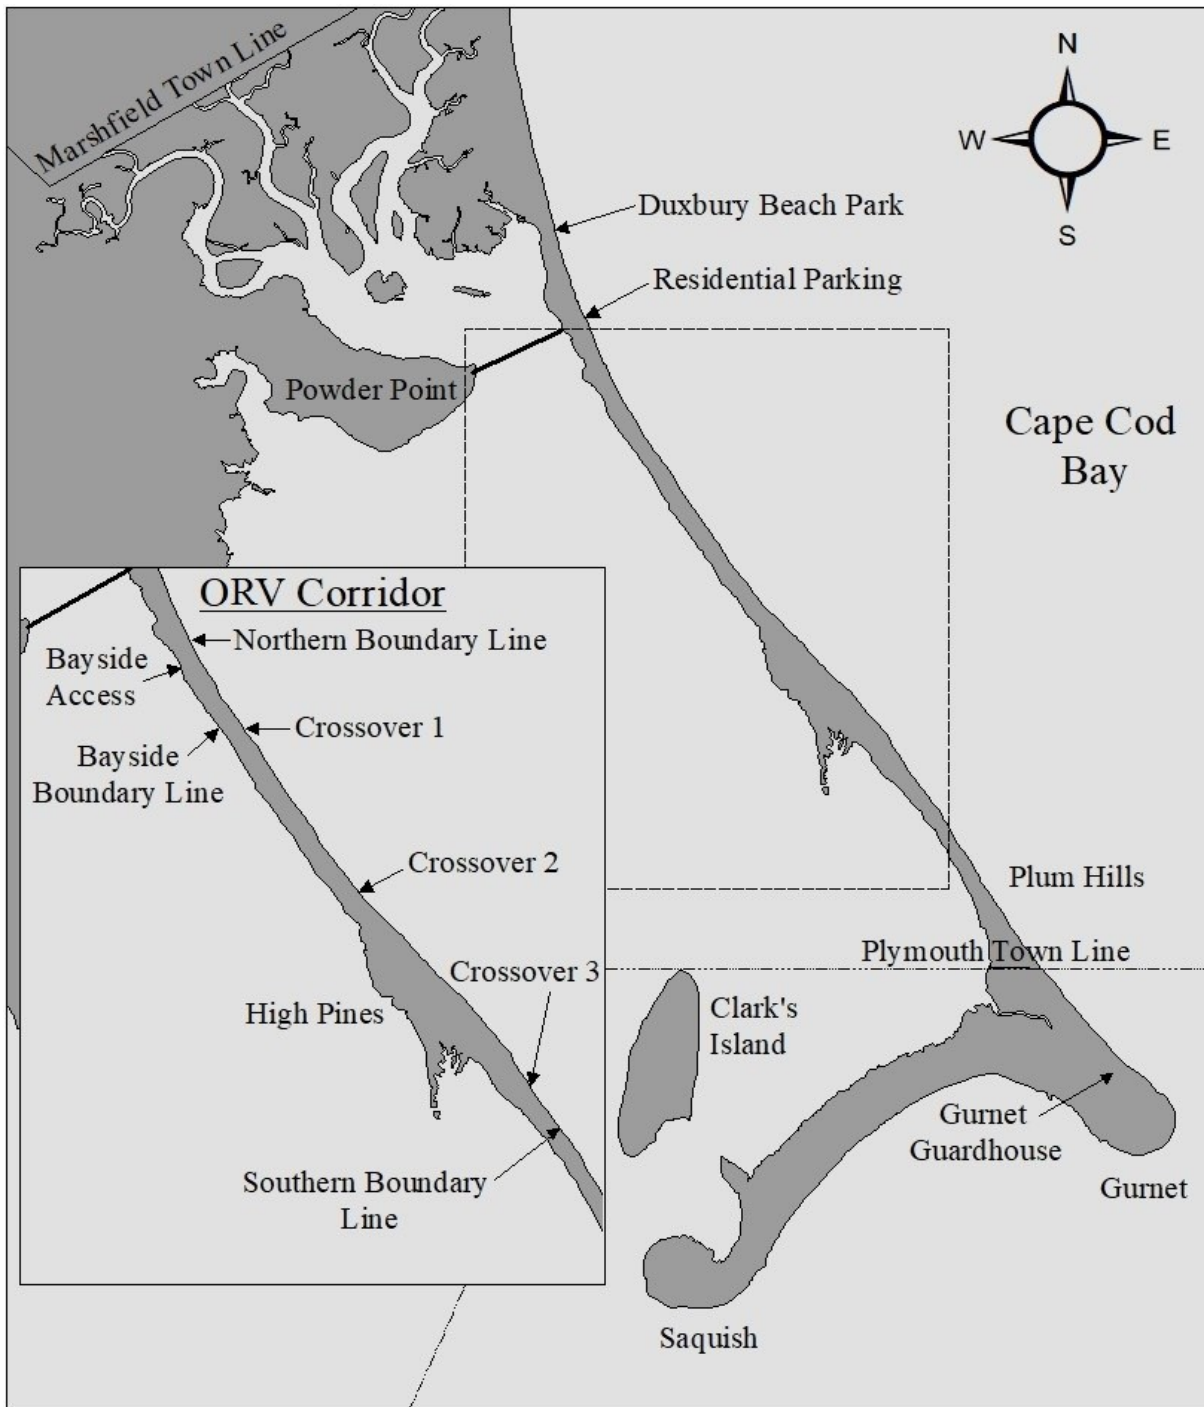 Marshfield Town Line
N
W
E
S
Duxbury Beach Park
Residential Parking
Powder Point
Cape Cod
Bay
ORV Corridor
Northern Boundary Line
Bayside
Access
Crossover 1
Bayside
Boundary Line
Crossover 2
Crossover 3
High Pines
Southern Boundary
Line
Plum Hills
Plymouth Town Line
Clark's
Island
Gurnet
Guardhouse
Gurnet
Saquish